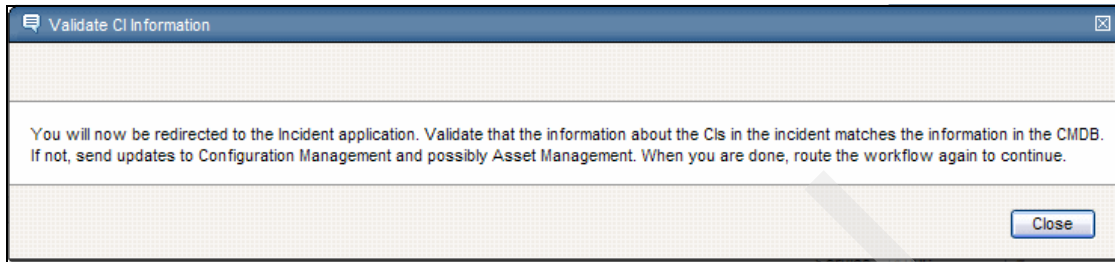 Validate CI Information
You will now be redirected to the Incident application. Validate that the information about the CIs in the incident matches the information in the CMDB.
If not, send updates to Configuration Management and possibly Asset Management. When you are done, route the workflow again to continue.
Close